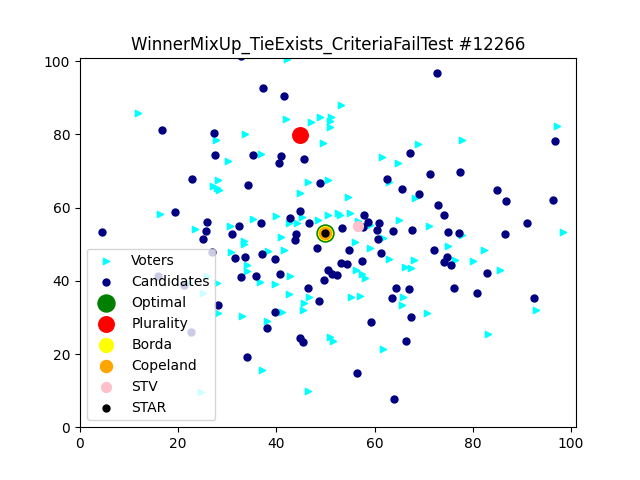 WinnerMixUp_TieExists_CriteriaFailTest #12266
100
80
60
40
20
0
Voters
Candidates
Optimal
Plurality
Borda
Copeland
STV
STAR
0 20 40 60 80 100